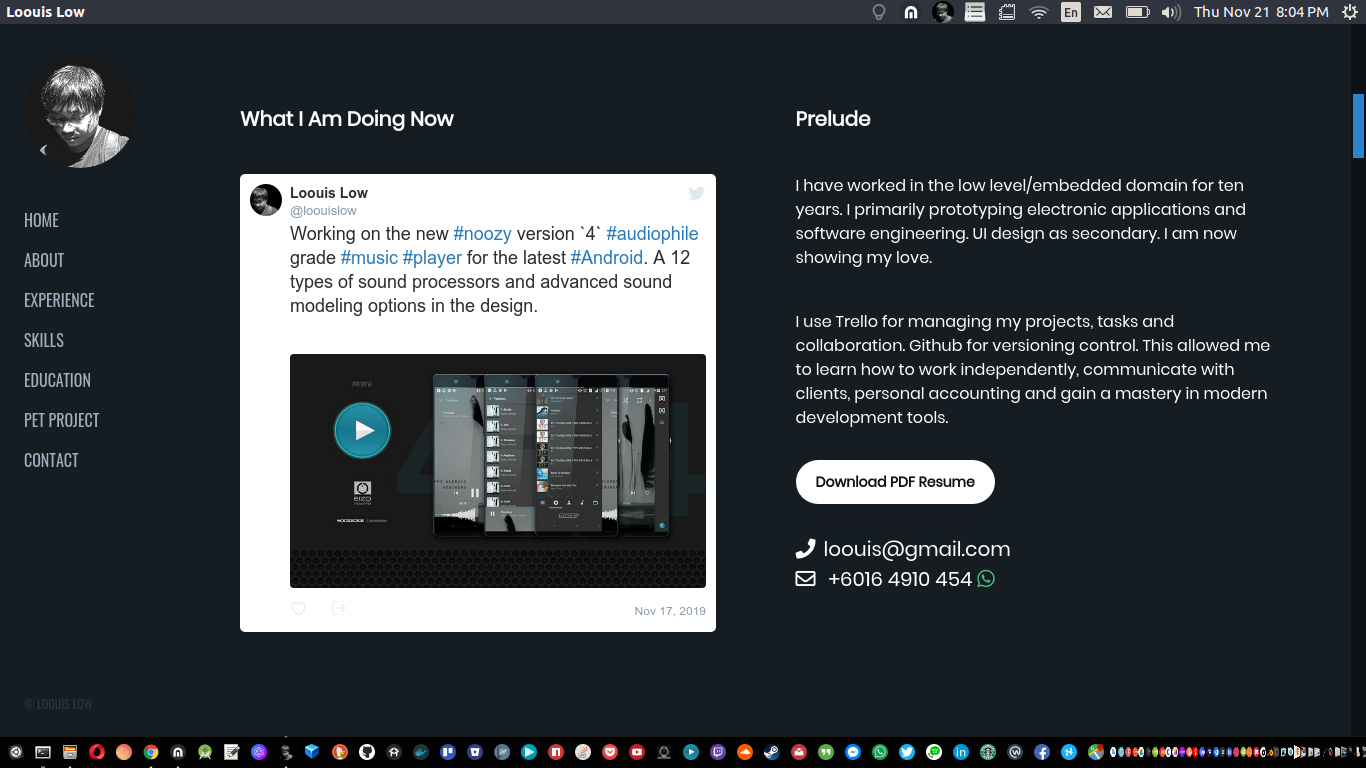 Loouis Low
En
Thu Nov 21 8:04 PM
HOME
ABOUT
EXPERIENCE
SKILLS
EDUCATION
PET PROJECT
CONTACT
© LOOUIS LOW
What I Am Doing Now
Loouis Low
@loouislow
Working on the new #noozy version `4` #audiophile
grade #music #player for the latest #Android. A 12
types of sound processors and advanced sound
modeling options in the design.
PREVIEW
EIZO
Nov 17, 2019
Prelude
I have worked in the low level/embedded domain for ten
years. I primarily prototyping electronic applications and
software engineering. UI design as secondary. I am now
showing my love.
I use Trello for managing my projects, tasks and
collaboration. Github for versioning control. This allowed me
to learn how to work independently, communicate with
clients, personal accounting and gain a mastery in modern
development tools.
Download PDF Resume
loouis@gmail.com
+6016 4910 454